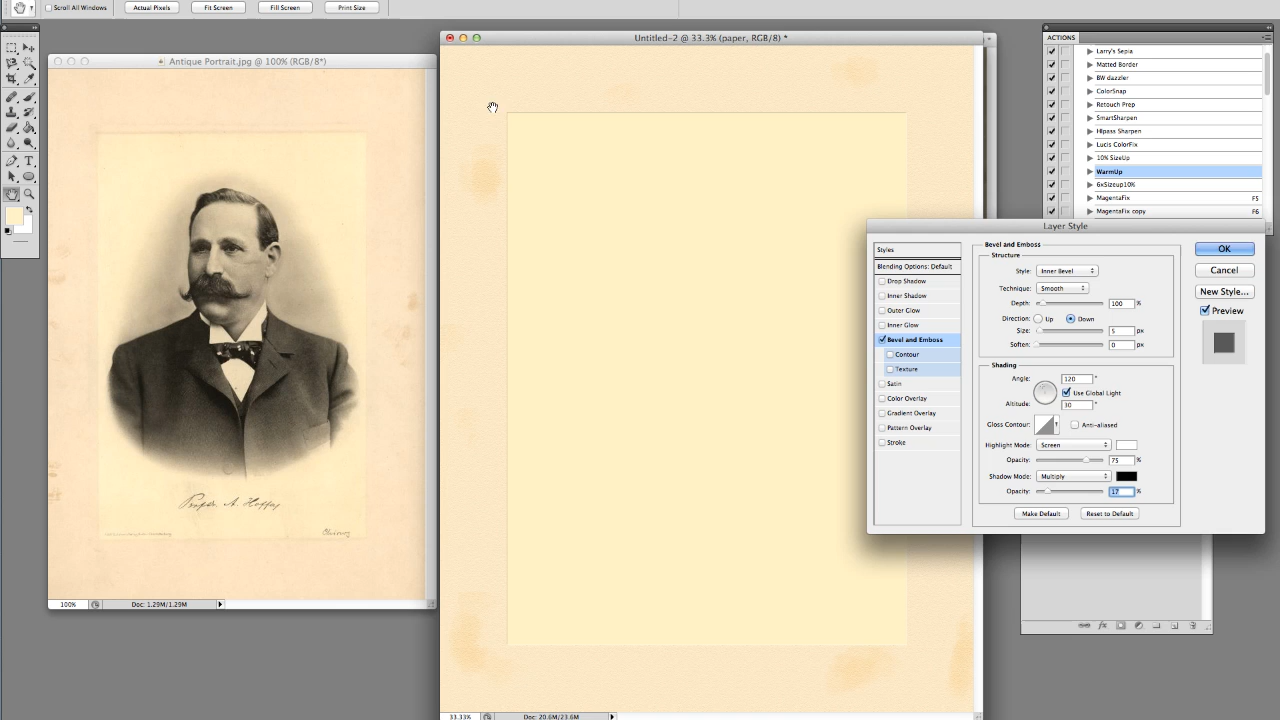 Scroll All Windows
Actual Pixels
Fit Screen
Fill Screen
Print Size
Antique Portrait.jpg @ 100% (RGB/8*)
100%
Doc: 1.29M/1.29M
Untitled-2 @ 33.3% (paper, RGB/8) *
33.33%
Doc: 20.6M/23.6M
ACTIONS
Larry's Sepia
Matted Border
BW dazzler
ColorSnap
Retouch Prep
SmartSharpen
Hipass Sharpen
Lucis ColorFix
10% SizeUp
WarmUp
6xSizeup10%
MagentaFix F5
MagentaFix copy F6
Layer Style
Styles
Blending Options: Default
Drop Shadow
Inner Shadow
Outer Glow
Inner Glow
Bevel and Emboss
Contour
Texture
Satin
Color Overlay
Gradient Overlay
Pattern Overlay
Stroke
Bevel and Emboss
Structure
Style: Inner Bevel
Technique: Smooth
Depth: 100 %
Direction: Up Down
Size: 5 px
Soften: 0 px
Shading
Angle: 120 °
Use Global Light
Altitude: 30 °
Gloss Contour: Anti-aliased
Highlight Mode: Screen
Opacity: 75 %
Shadow Mode: Multiply
Opacity: 17 %
Make Default
Reset to Default
OK
Cancel
New Style...
Preview
fx